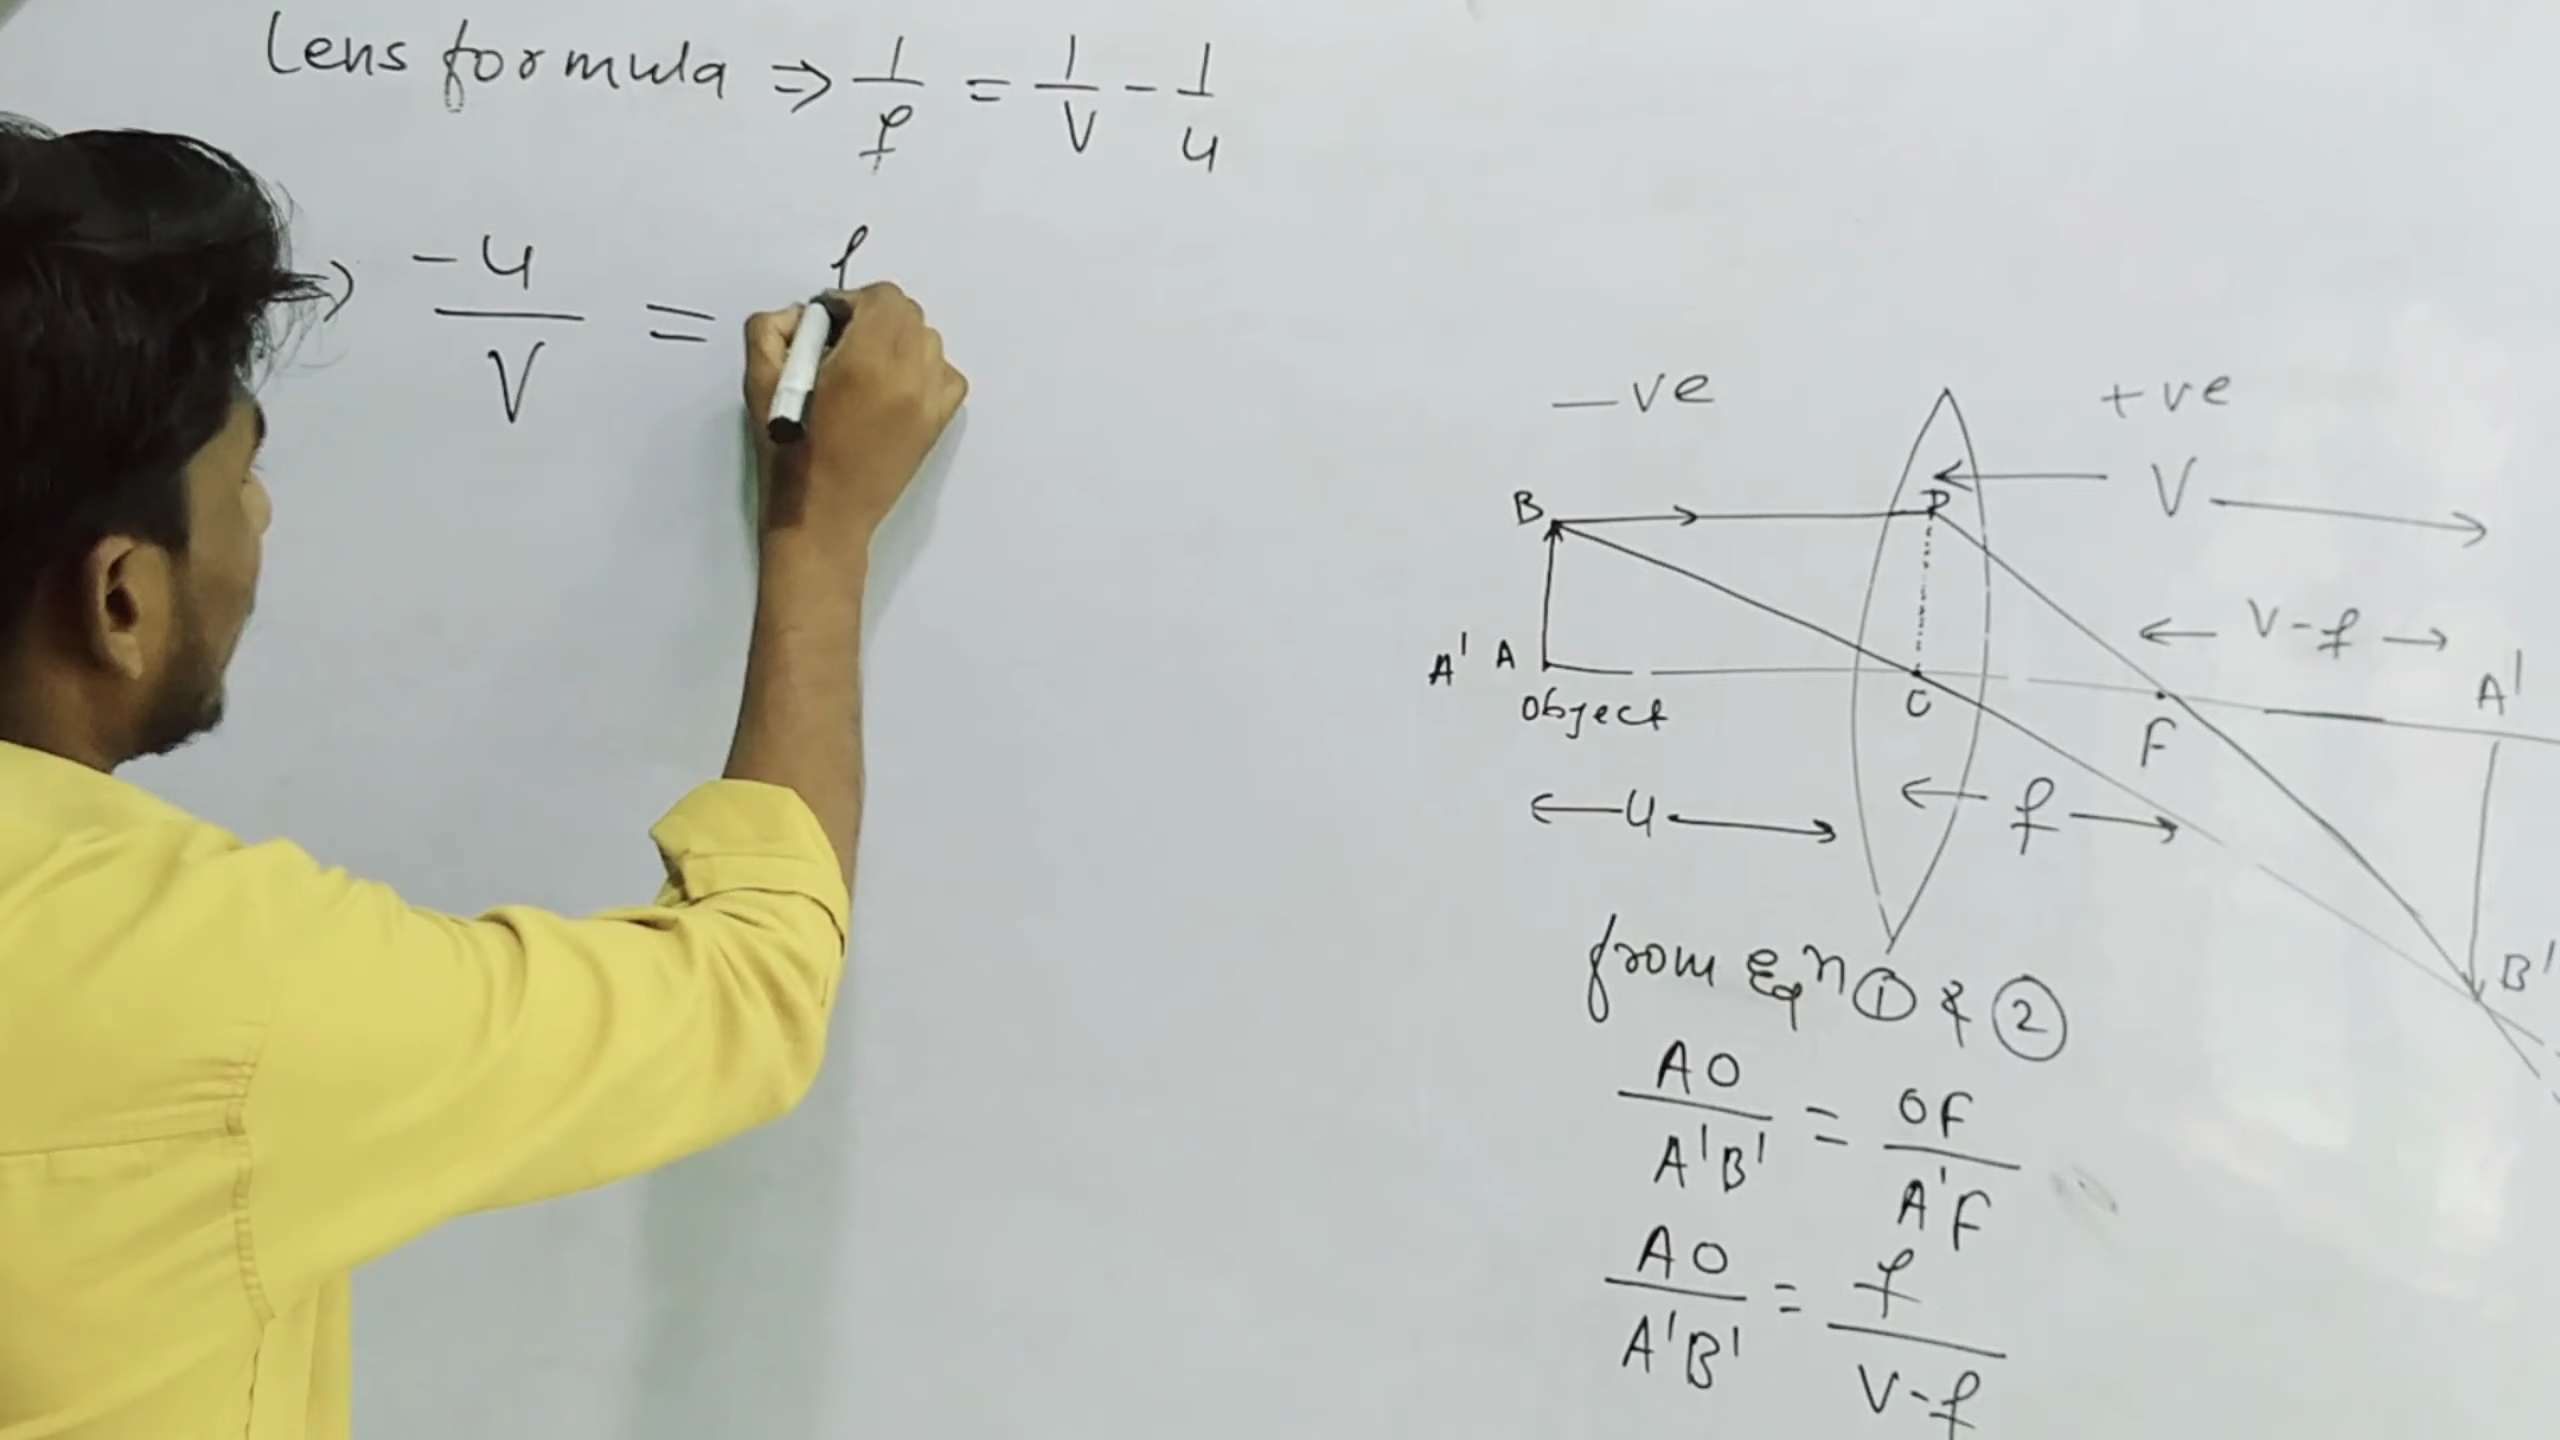 lens formula ⇒ 1/f = 1/V - 1/u
⇒ -u/V = f
-ve
+ve
V
B
P
V-f
A' A
A'
object
O
F
u
f
B'
from Eqn ① & ②
AO/A'B' = OF/A'F
AO/A'B' = f/V-f